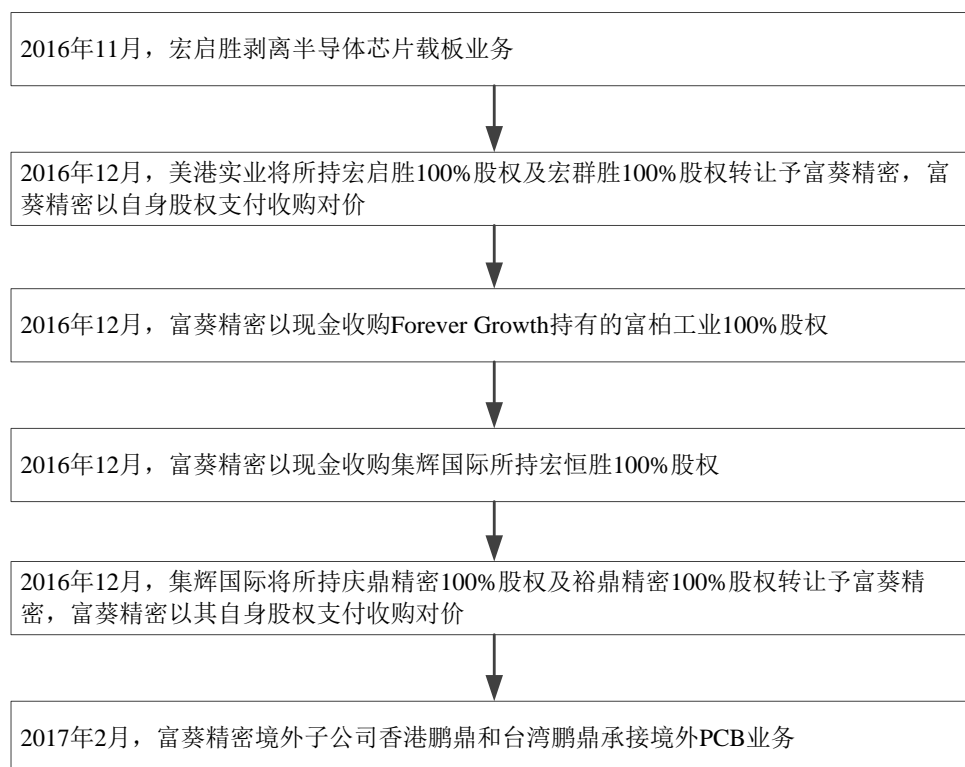 2016年11月，宏启胜剥离半导体芯片载板业务
2016年12月，美港实业将所持宏启胜100%股权及宏群胜100%股权转让予富葵精密，富
葵精密以自身股权支付收购对价
2016年12月，富葵精密以现金收购Forever Growth持有的富柏工业100%股权
2016年12月，富葵精密以现金收购集辉国际所持宏恒胜100%股权
2016年12月，集辉国际将所持庆鼎精密100%股权及裕鼎精密100%股权转让予富葵精
密，富葵精密以其自身股权支付收购对价
2017年2月，富葵精密境外子公司香港鹏鼎和台湾鹏鼎承接境外PCB业务